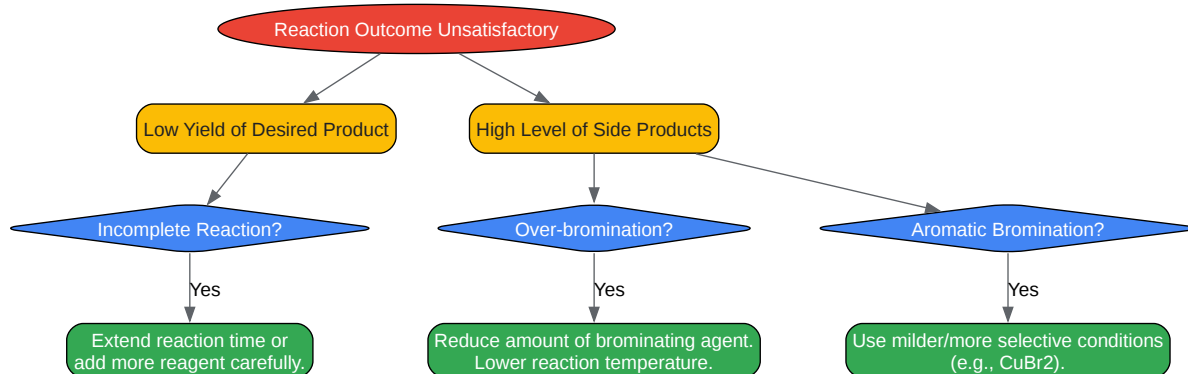 Reaction Outcome Unsatisfactory
Low Yield of Desired Product
High Level of Side Products
Incomplete Reaction?
Over-bromination?
Aromatic Bromination?
Yes
Yes
Yes
Extend reaction time or
add more reagent carefully.
Reduce amount of brominating agent.
Lower reaction temperature.
Use milder/more selective conditions
(e.g., CuBr2).